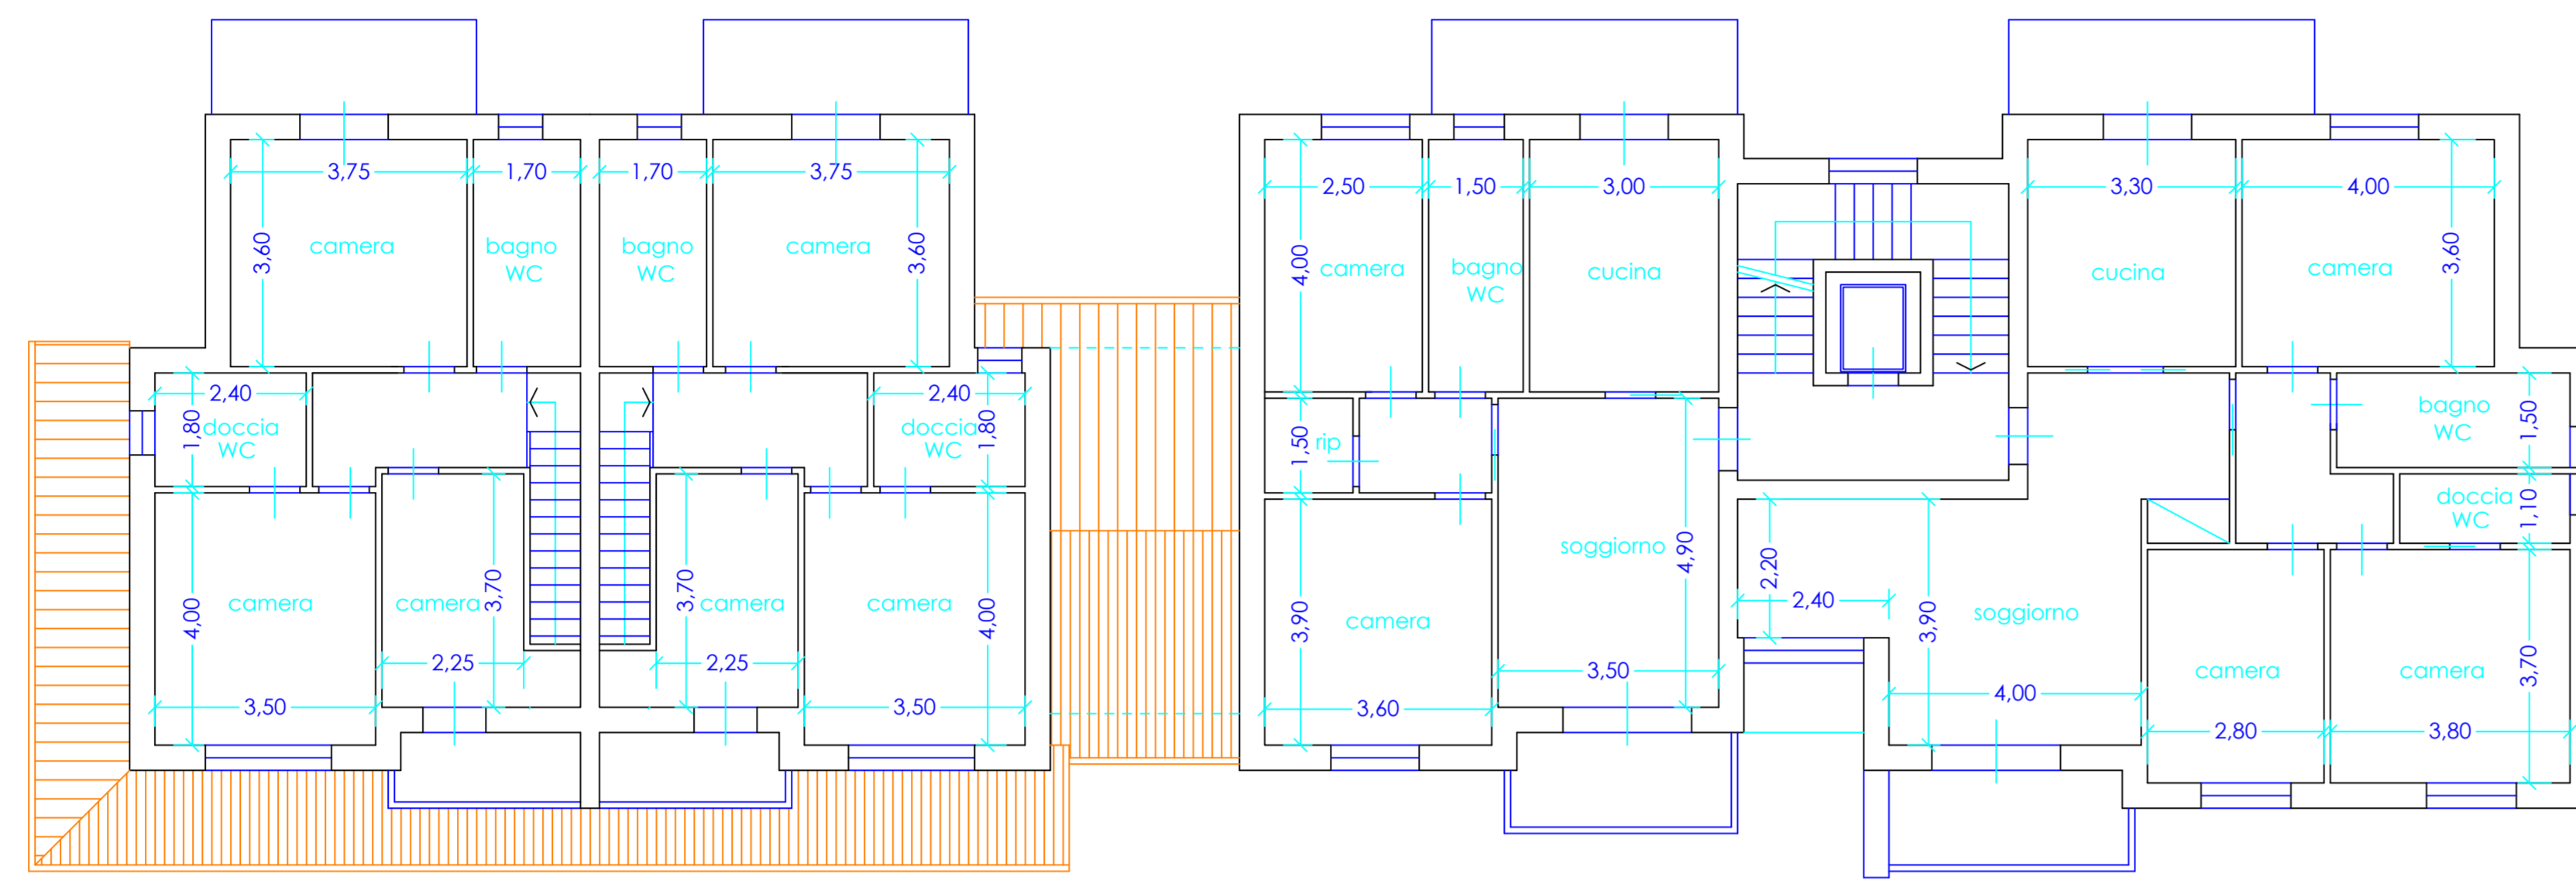 3,75
1,70
1,70
3,75
3,60
camera
bagno
WC
bagno
WC
camera
3,60
2,40
1,80
doccia
WC
2,40
doccia
WC
1,80
4,00
camera
camera
3,70
3,70
camera
camera
4,00
2,25
2,25
3,50
3,50
2,50
1,50
3,00
4,00
camera
bagno
WC
cucina
1,50
rip
soggiorno
4,90
3,90
camera
3,60
3,50
3,30
4,00
cucina
camera
3,60
bagno
WC
1,50
doccia
WC
1,10
2,20
2,40
3,90
soggiorno
4,00
camera
camera
3,70
2,80
3,80